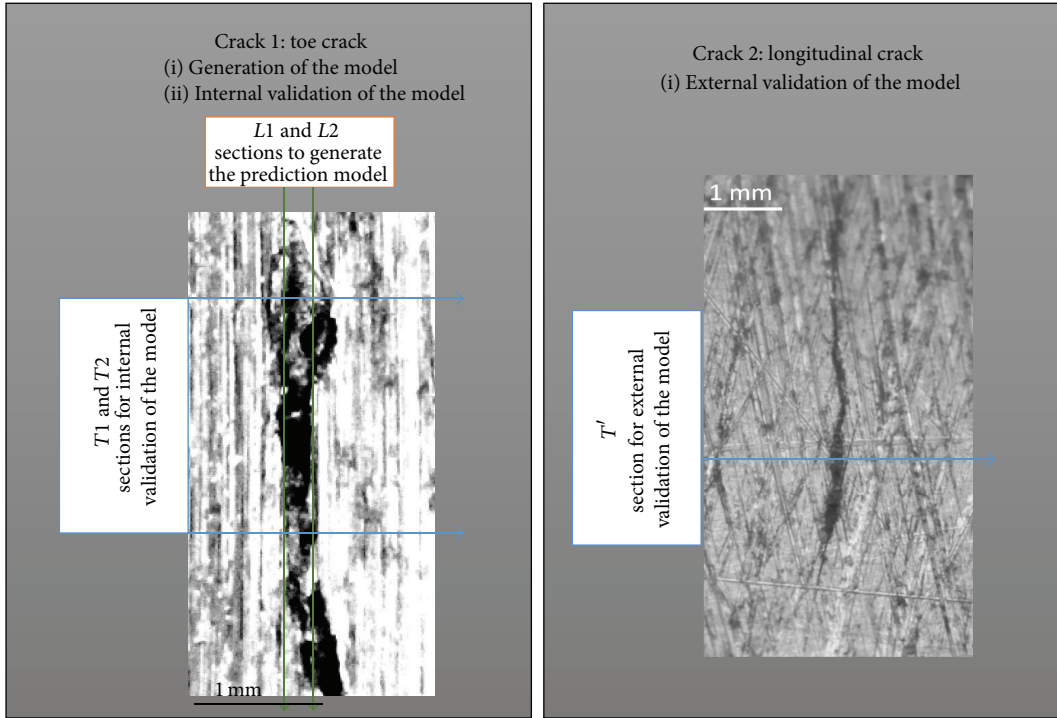 Crack 1: toe crack
(i) Generation of the model
(ii) Internal validation of the model
L1 and L2
sections to generate
the prediction model
T1 and T2
sections for internal
validation of the model
1 mm
Crack 2: longitudinal crack
(i) External validation of the model
1 mm
T′
section for external
validation of the model